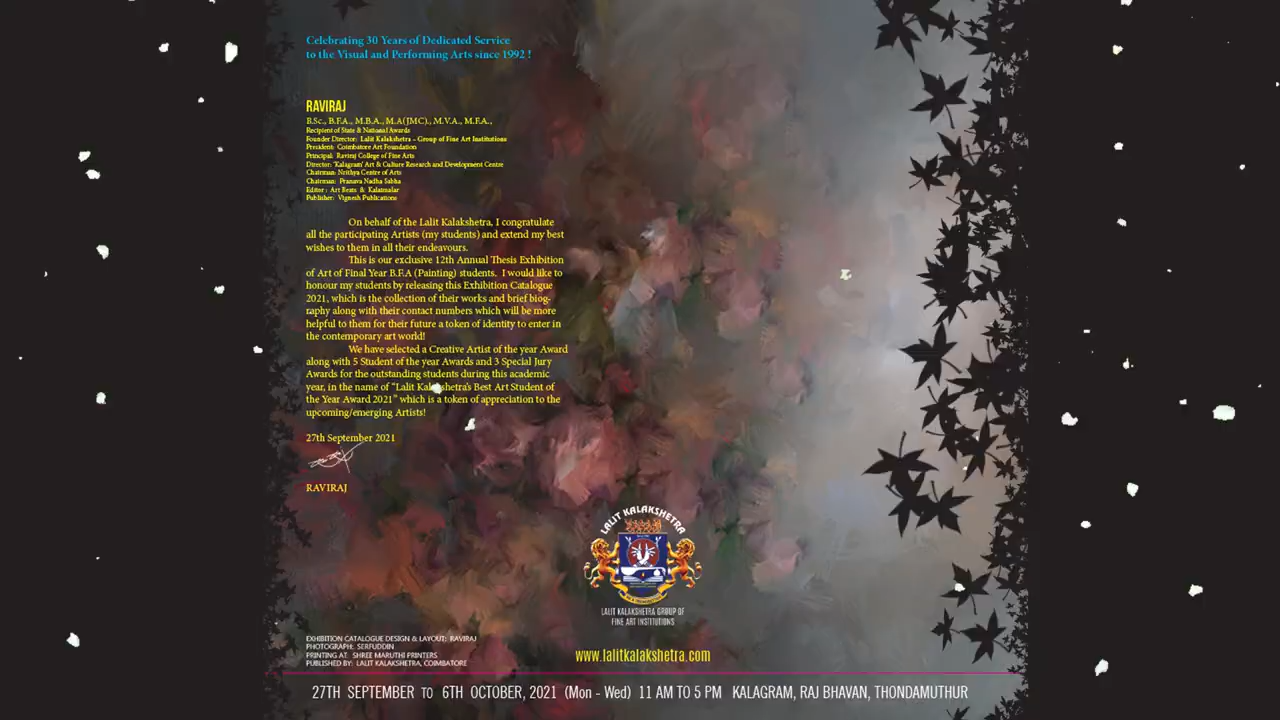 Celebrating 30 Years of Dedicated Service
to the Visual and Performing Arts since 1992 !
RAVIRAJ
B.Sc., B.F.A., M.B.A., M.A(JMC)., M.V.A., M.F.A.,
Recipient of State & National Awards
Founder Director: Lalit Kalakshetra - Group of Fine Art Institutions
President: Coimbatore Art Foundation
Principal: Raviraj College of Fine Arts
Director: 'Kalagram' Art & Culture Research and Development Centre
Chairman: Nrithya Centre of Arts
Chairman: Pranava Nadha Sabha
Editor : Art Beats & Kalaimalar
Publisher: Vignesh Publications
On behalf of the Lalit Kalakshetra, I congratulate
all the participating Artists (my students) and extend my best
wishes to them in all their endeavours.
This is our exclusive 12th Annual Thesis Exhibition
of Art of Final Year B.F.A (Painting) students. I would like to
honour my students by releasing this Exhibition Catalogue
2021, which is the collection of their works and brief biog-
raphy along with their contact numbers which will be more
helpful to them for their future a token of identity to enter in
the contemporary art world!
We have selected a Creative Artist of the year Award
along with 5 Student of the year Awards and 3 Special Jury
Awards for the outstanding students during this academic
year, in the name of “Lalit Kalakshetra's Best Art Student of
the Year Award 2021” which is a token of appreciation to the
upcoming/emerging Artists!
27th September 2021
RAVIRAJ
LALIT KALAKSHETRA
LALIT KALAKSHETRA GROUP OF
FINE ART INSTITUTIONS
EXHIBITION CATALOGUE DESIGN & LAYOUT: RAVIRAJ
PHOTOGRAPH: SERFUDDIN
PRINTING AT: SHREE MARUTHI PRINTERS
PUBLISHED BY: LALIT KALAKSHETRA, COIMBATORE
www.lalitkalakshetra.com
27TH SEPTEMBER TO 6TH OCTOBER, 2021 (Mon - Wed) 11 AM TO 5 PM KALAGRAM, RAJ BHAVAN, THONDAMUTHUR